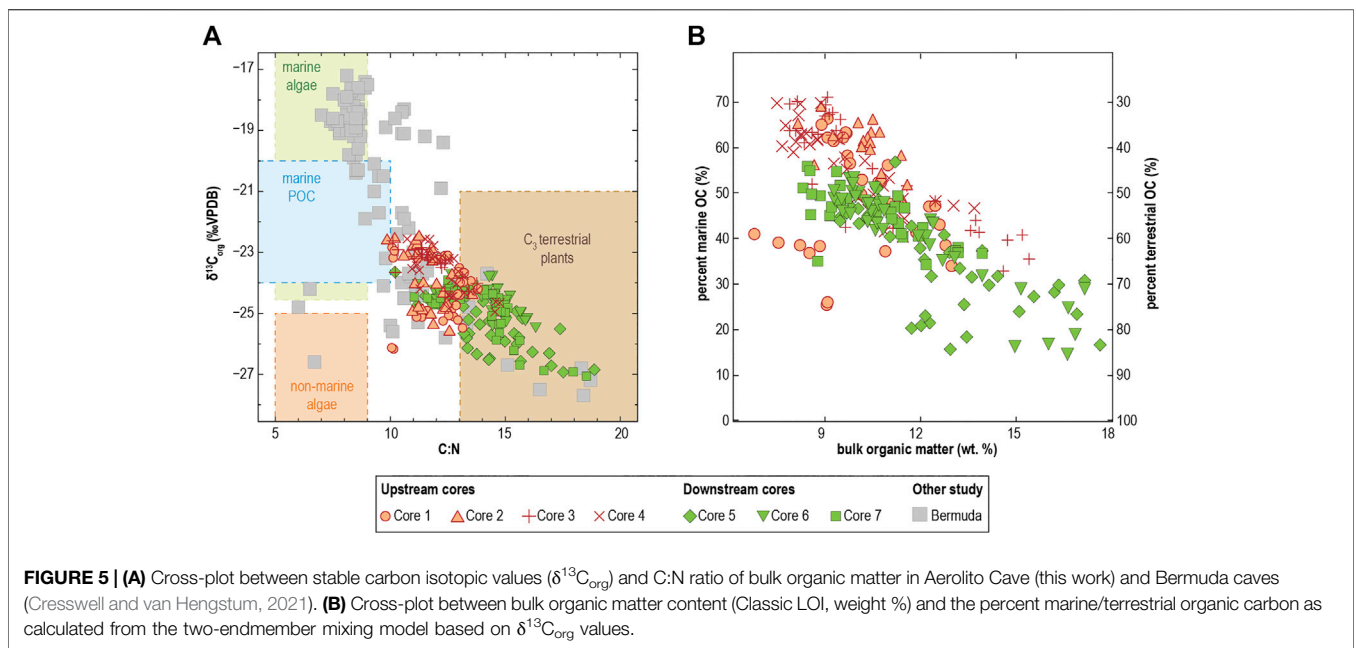 A
B
marine
algae
marine
POC
C3 terrestrial
plants
non-marine
algae
−17
−19
−21
−23
−25
−27
δ13Corg (‰VPDB)
5
10
15
20
C:N
70
60
50
40
30
20
10
0
percent marine OC (%)
30
40
50
60
70
80
90
100
percent terrestrial OC (%)
9
12
15
18
bulk organic matter (wt. %)
Upstream cores Downstream cores Other study
Core 1 Core 2 Core 3 Core 4 Core 5 Core 6 Core 7 Bermuda
FIGURE 5 | (A) Cross-plot between stable carbon isotopic values (δ13Corg) and C:N ratio of bulk organic matter in Aerolito Cave (this work) and Bermuda caves
(Cresswell and van Hengstum, 2021). (B) Cross-plot between bulk organic matter content (Classic LOI, weight %) and the percent marine/terrestrial organic carbon as
calculated from the two-endmember mixing model based on δ13Corg values.